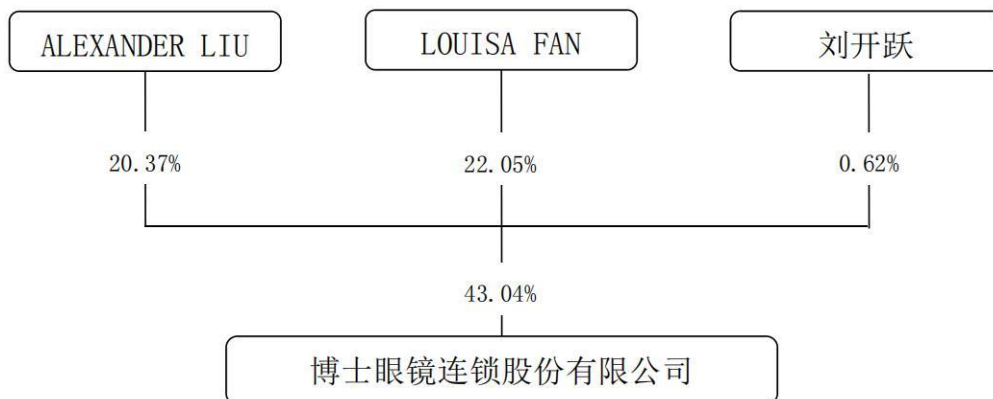 ALEXANDER LIU
LOUISA FAN
刘开跃
20.37%
22.05%
0.62%
43.04%
博士眼镜连锁股份有限公司